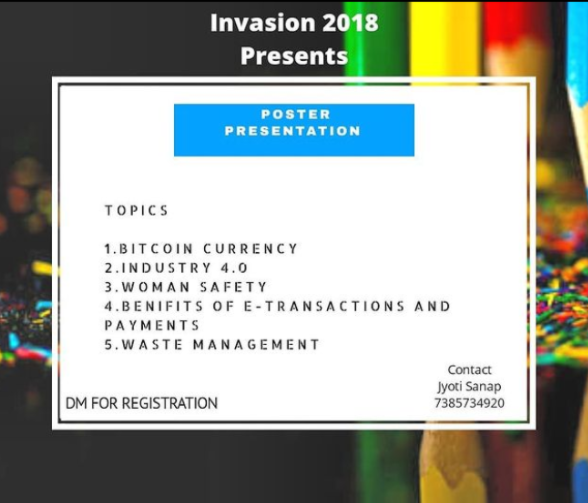 Invasion 2018
Presents
POSTER
PRESENTATION
TOPICS
1.BITCOIN CURRENCY
2.INDUSTRY 4.0
3.WOMAN SAFETY
4.BENIFITS OF E-TRANSACTIONS AND
PAYMENTS
5.WASTE MANAGEMENT
Contact
Jyoti Sanap
7385734920
DM FOR REGISTRATION